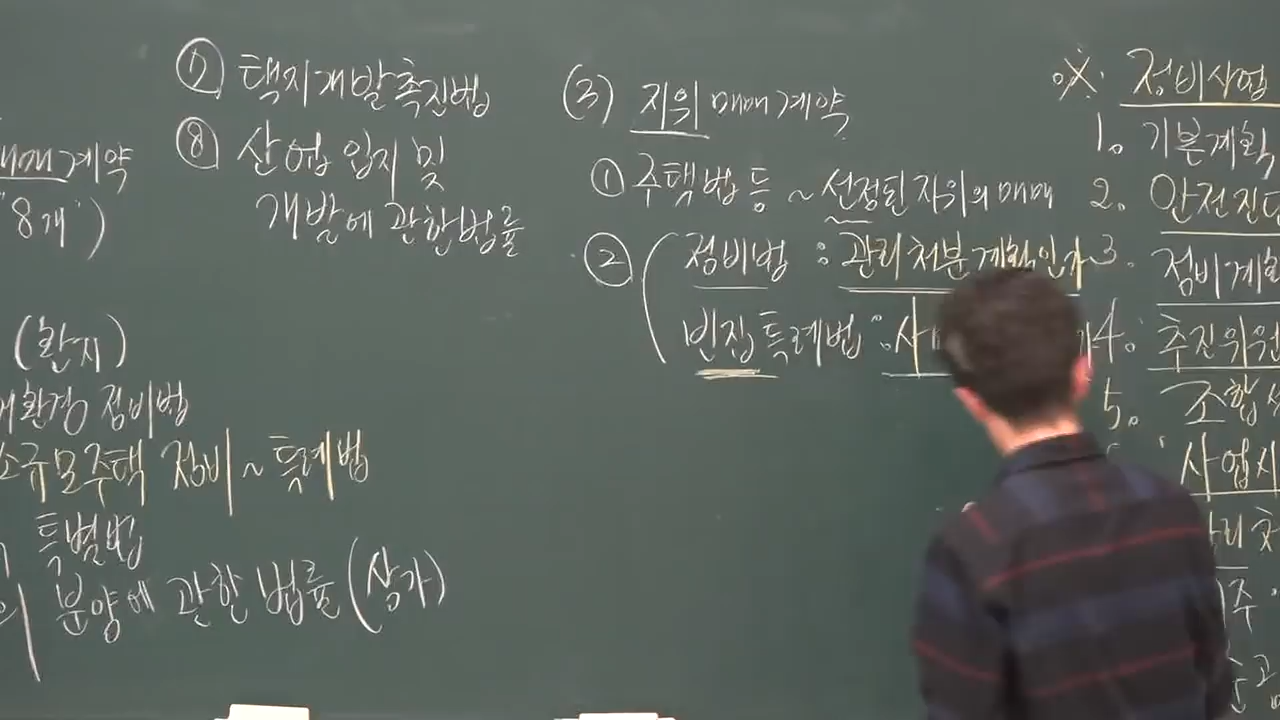 매매계약
"8개")
(환지)
환경 정비법
소규모주택 정비 ~ 특례법
특별법
의 분양에 관한 법률 (상가)
⑦ 택지개발촉진법
⑧ 산업입지 및
개발에 관한법률
(3) 지위 매매계약
① 주택법 등 ~ 선정된 지위의 매매
② 정비법 : 관리처분계획인가
빈집특례법 : 사
※ 정비사업
1. 기본계획
2. 안전진단
3. 정비계획
4. 추진위원
5. 조합
사업시